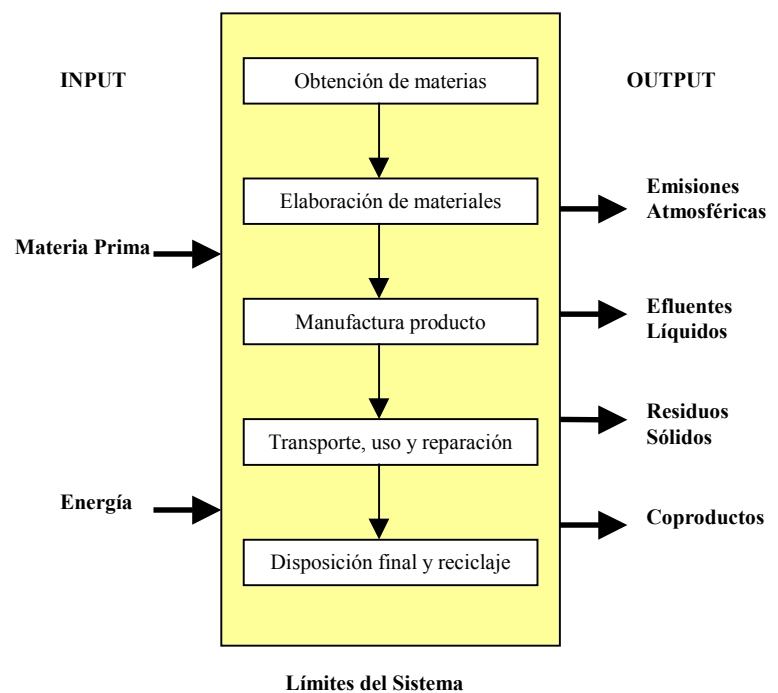 INPUT
OUTPUT
Obtención de materias
Elaboración de materiales
Manufactura producto
Transporte, uso y reparación
Disposición final y reciclaje
Materia Prima
Energía
Emisiones
Atmosféricas
Efluentes
Líquidos
Residuos
Sólidos
Coproductos
Límites del Sistema